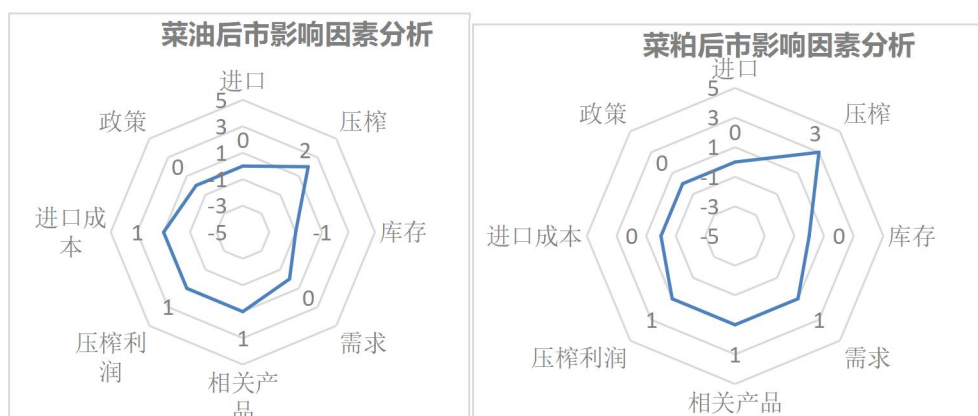 菜油后市影响因素分析
进口
5
3
1
-1
-3
-5
0
压榨
2
库存
-1
需求
0
相关产
品
1
压榨利
润
1
进口成
本
1
政策
0
菜粕后市影响因素分析
进口
5
3
1
-1
-3
-5
0
压榨
3
库存
0
需求
1
相关产品
1
压榨利润
1
进口成本
0
政策
0